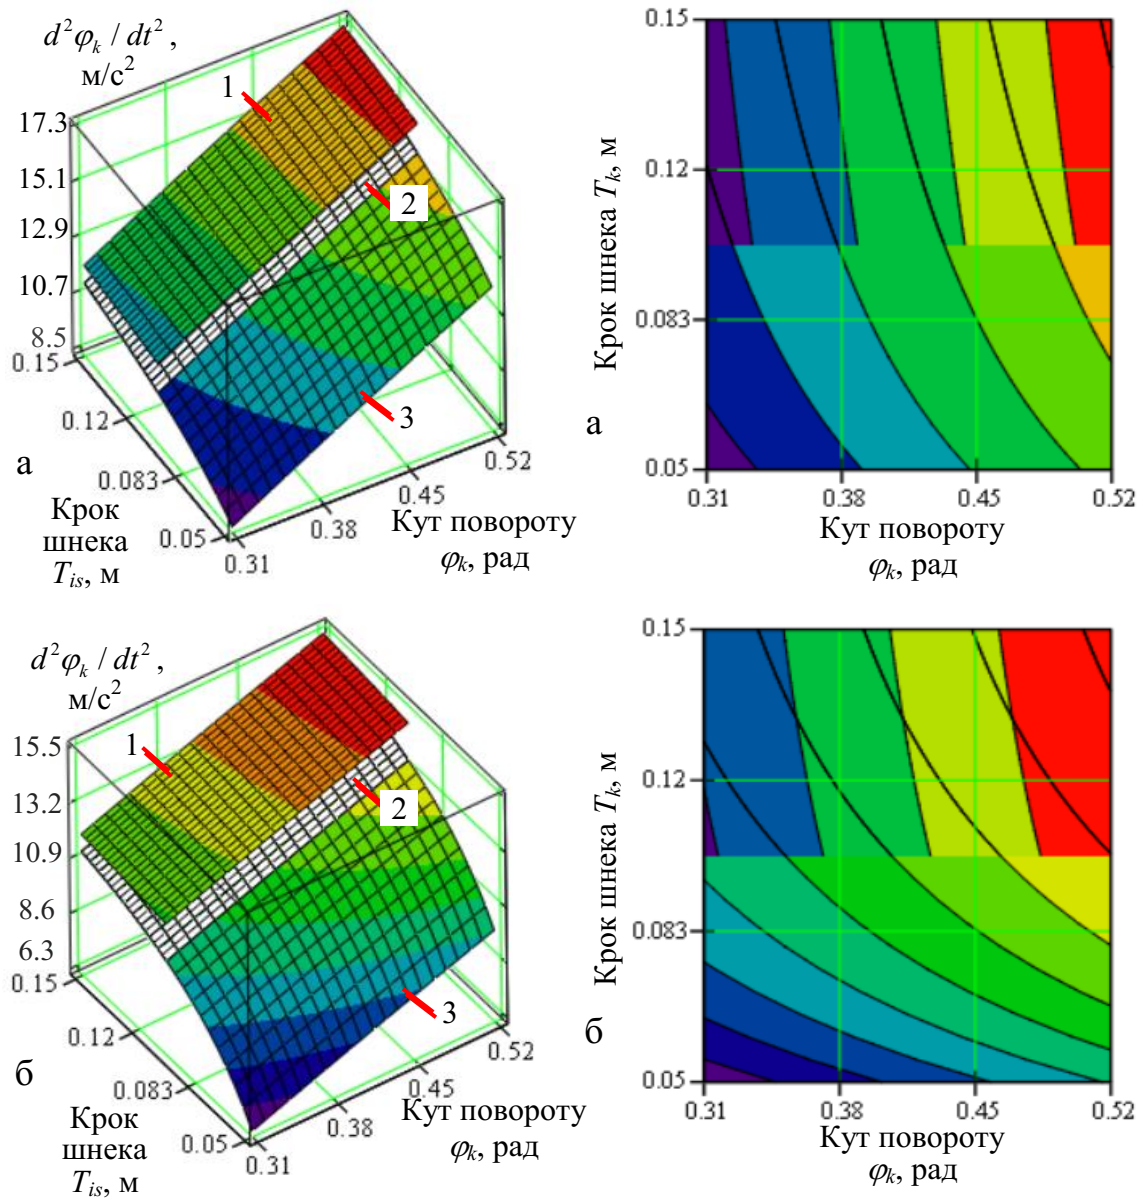 d²φₖ / dt²,
м/с²
17.3
15.1
12.9
10.7
8.5
0.15
0.12
0.083
0.05
0.31
0.38
0.45
0.52
1
2
3
а
Крок
шнека
Tᵢₛ, м
Кут повороту
φₖ, рад
0.15
0.12
0.083
0.05
0.31
0.38
0.45
0.52
Крок шнека Tₖ, м
а
Кут повороту
φₖ, рад
d²φₖ / dt²,
м/с²
15.5
13.2
10.9
8.6
6.3
0.15
0.12
0.083
0.05
0.31
0.38
0.45
0.52
1
2
3
б
Крок
шнека
Tᵢₛ, м
Кут повороту
φₖ, рад
0.15
0.12
0.083
0.05
0.31
0.38
0.45
0.52
Крок шнека Tₖ, м
б
Кут повороту
φₖ, рад